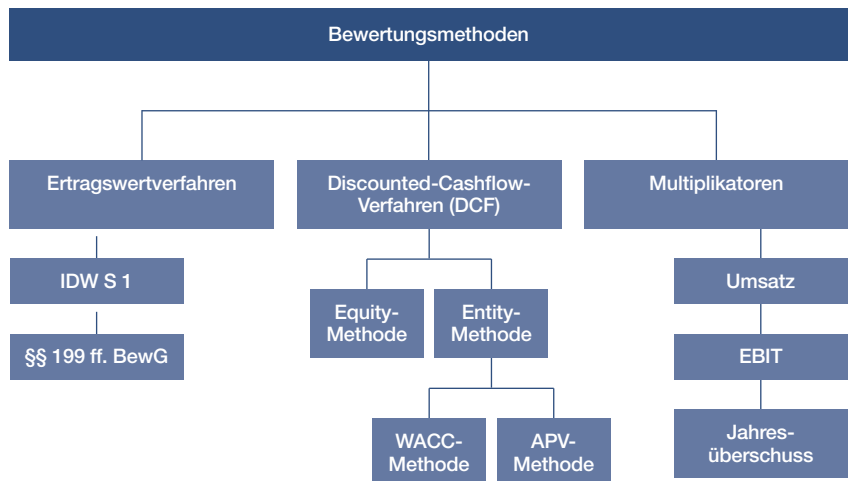 Bewertungsmethoden
Ertragswertverfahren
Discounted-Cashflow-
Verfahren (DCF)
Multiplikatoren
IDW S 1
Umsatz
Equity-
Methode
Entity-
Methode
§§ 199 ff. BewG
EBIT
WACC-
Methode
APV-
Methode
Jahres-
überschuss